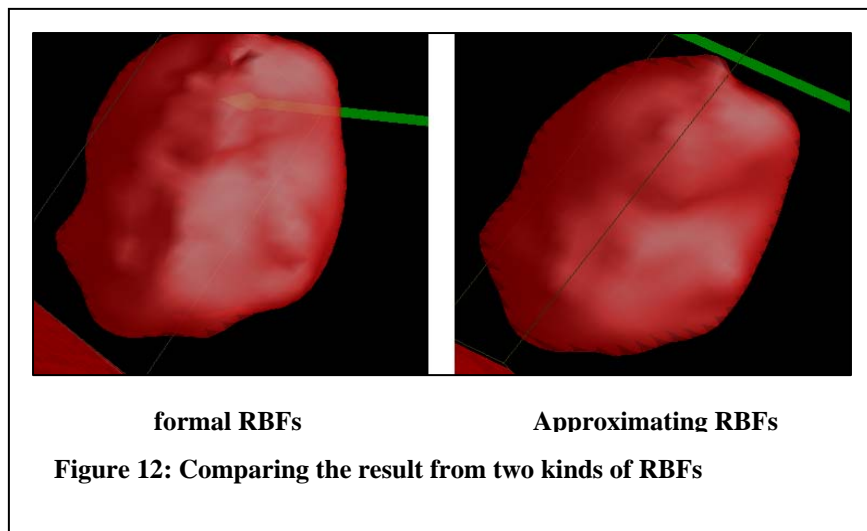 formal RBFs
Approximating RBFs
Figure 12: Comparing the result from two kinds of RBFs